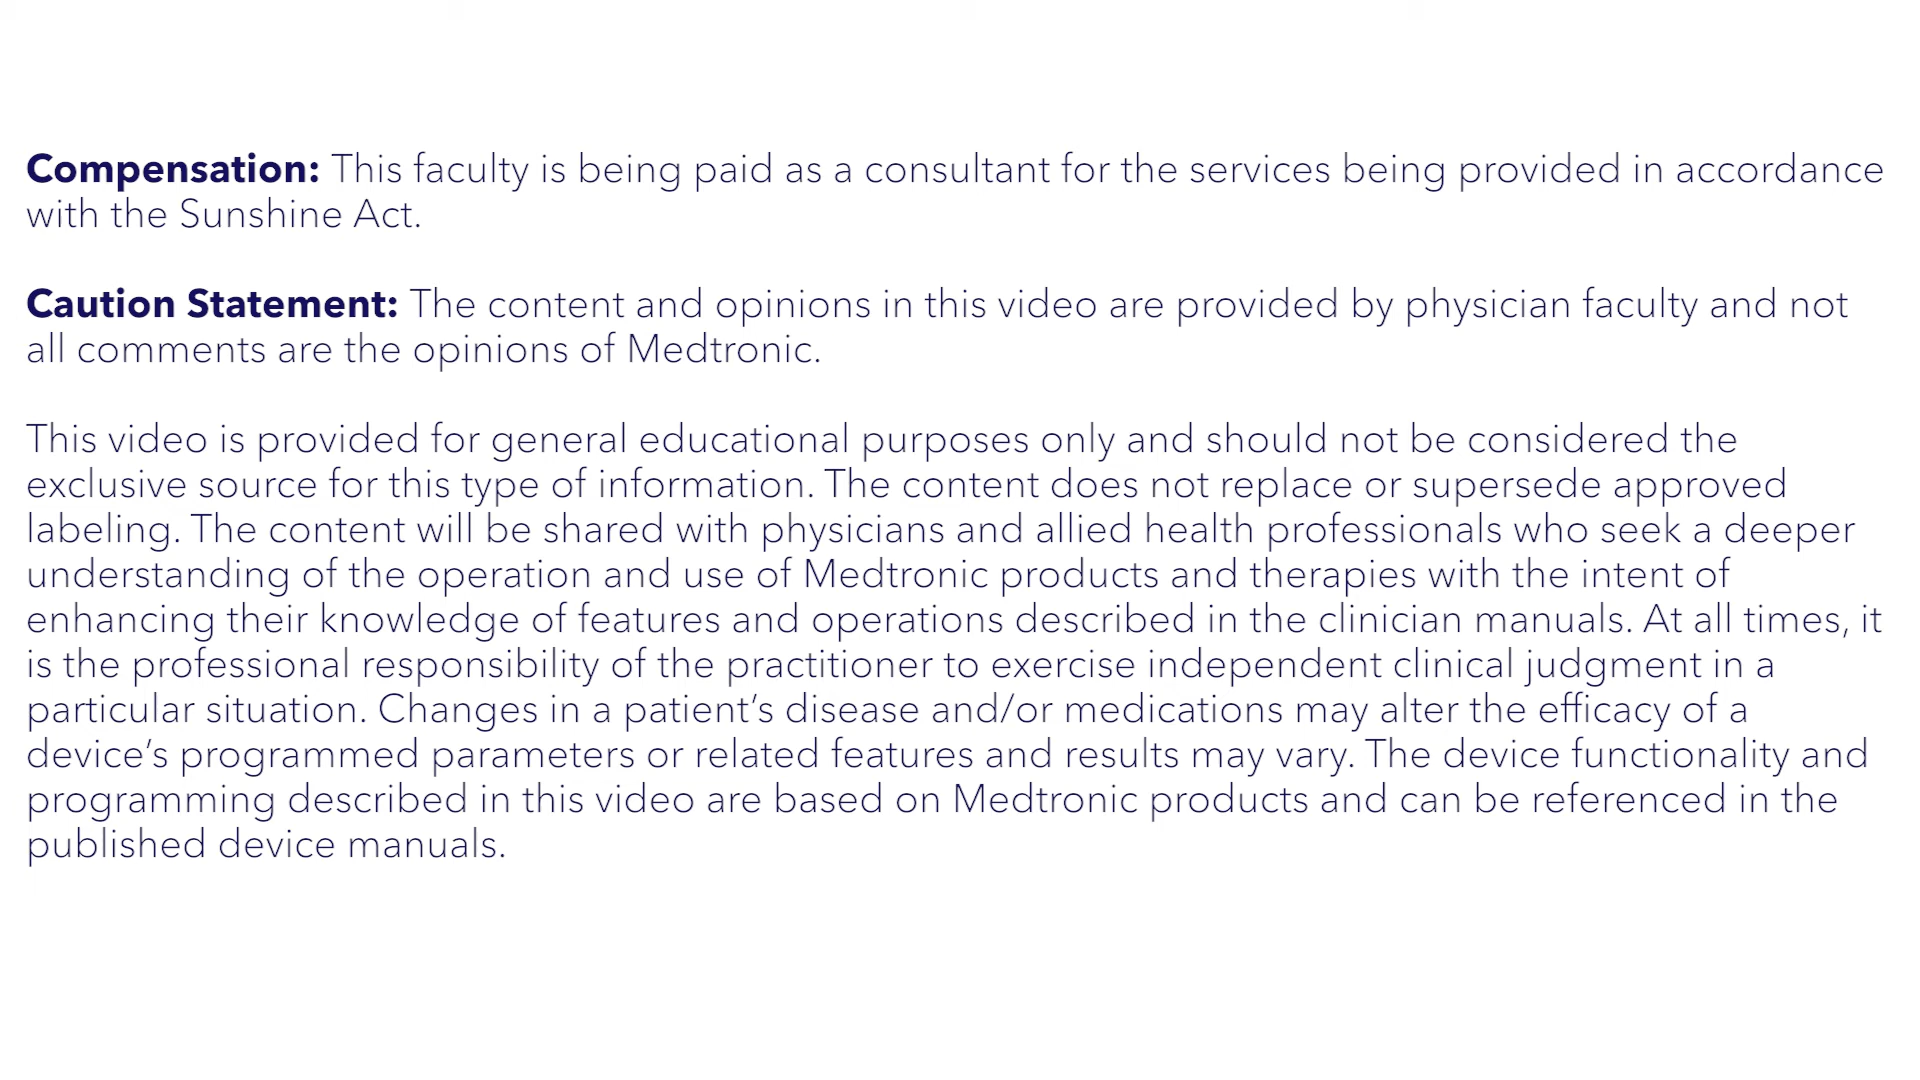 Compensation: This faculty is being paid as a consultant for the services being provided in accordance
with the Sunshine Act.
Caution Statement: The content and opinions in this video are provided by physician faculty and not
all comments are the opinions of Medtronic.
This video is provided for general educational purposes only and should not be considered the
exclusive source for this type of information. The content does not replace or supersede approved
labeling. The content will be shared with physicians and allied health professionals who seek a deeper
understanding of the operation and use of Medtronic products and therapies with the intent of
enhancing their knowledge of features and operations described in the clinician manuals. At all times, it
is the professional responsibility of the practitioner to exercise independent clinical judgment in a
particular situation. Changes in a patient’s disease and/or medications may alter the efficacy of a
device’s programmed parameters or related features and results may vary. The device functionality and
programming described in this video are based on Medtronic products and can be referenced in the
published device manuals.